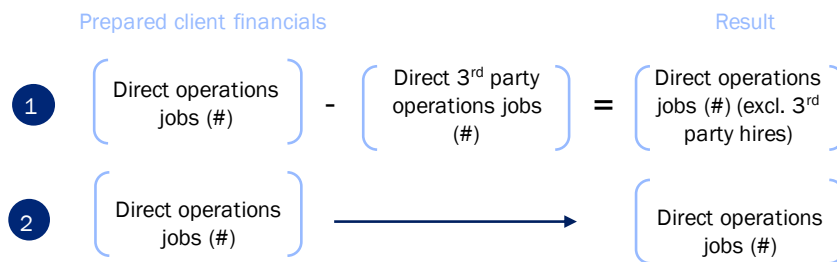 Prepared client financials
Result
1
Direct operations
jobs (#)
-
Direct 3rd party
operations jobs
(#)
=
Direct operations
jobs (#) (excl. 3rd
party hires)
2
Direct operations
jobs (#)
Direct operations
jobs (#)